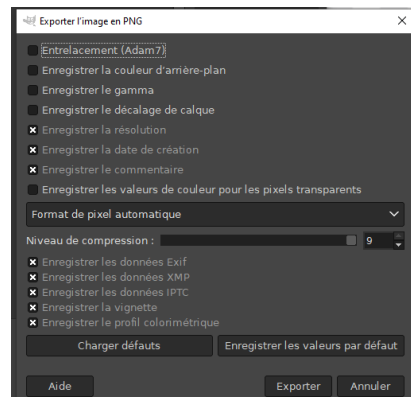 Exporter l'image en PNG
Entrelacement (Adam7)
Enregistrer la couleur d'arrière-plan
Enregistrer le gamma
Enregistrer le décalage de calque
Enregistrer la résolution
Enregistrer la date de création
Enregistrer le commentaire
Enregistrer les valeurs de couleur pour les pixels transparents
Format de pixel automatique
Niveau de compression : 9
Enregistrer les données Exif
Enregistrer les données XMP
Enregistrer les données IPTC
Enregistrer la vignette
Enregistrer le profil colorimétrique
Charger défauts Enregistrer les valeurs par défaut
Aide Exporter Annuler